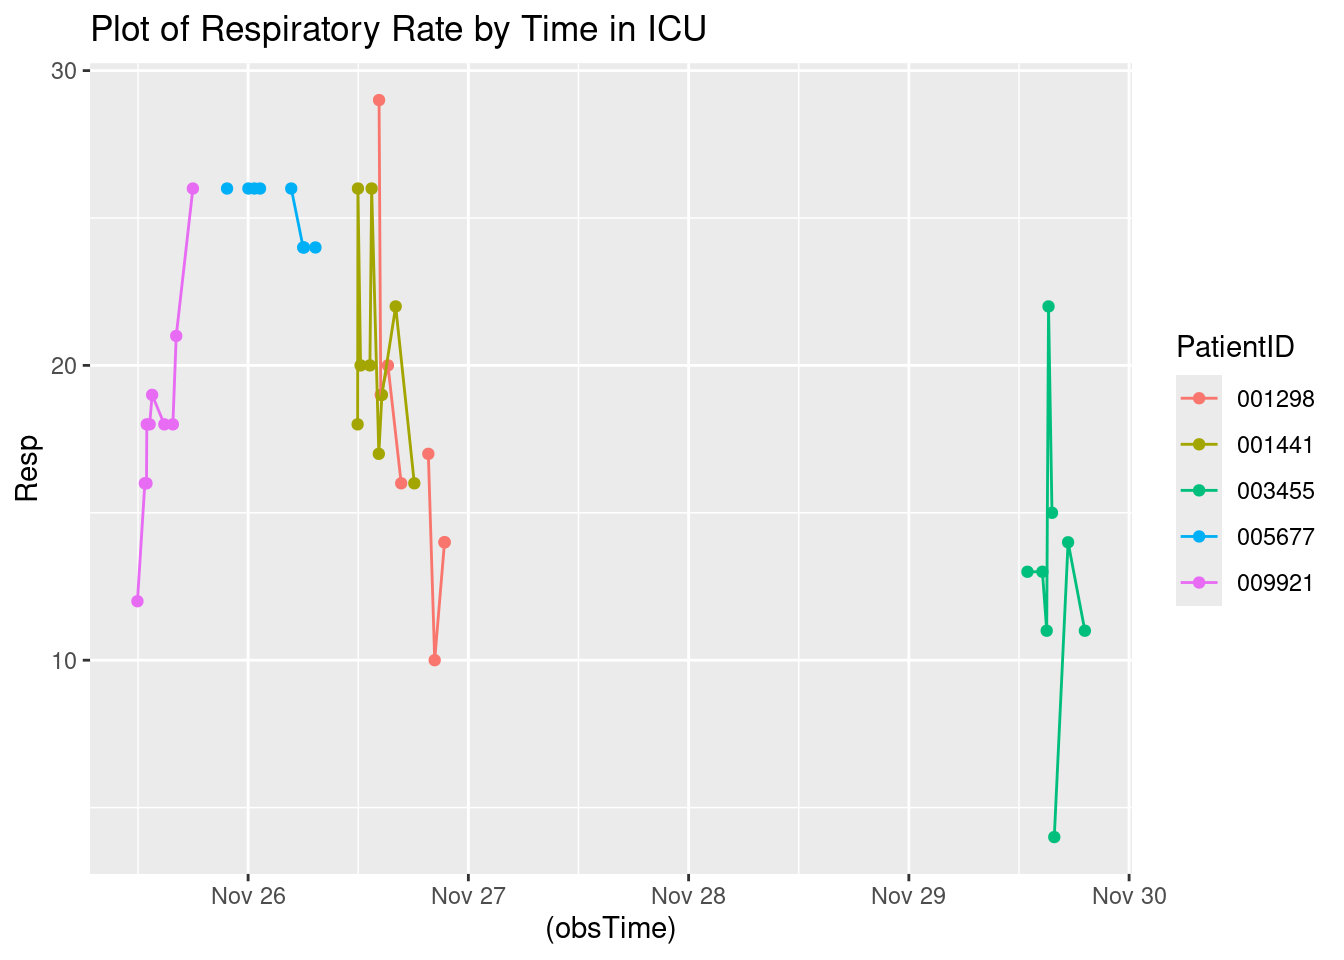 Plot of Respiratory Rate by Time in ICU
30
20
10
Resp
Nov 26 Nov 27 Nov 28 Nov 29 Nov 30
(obsTime)
PatientID
001298
001441
003455
005677
009921